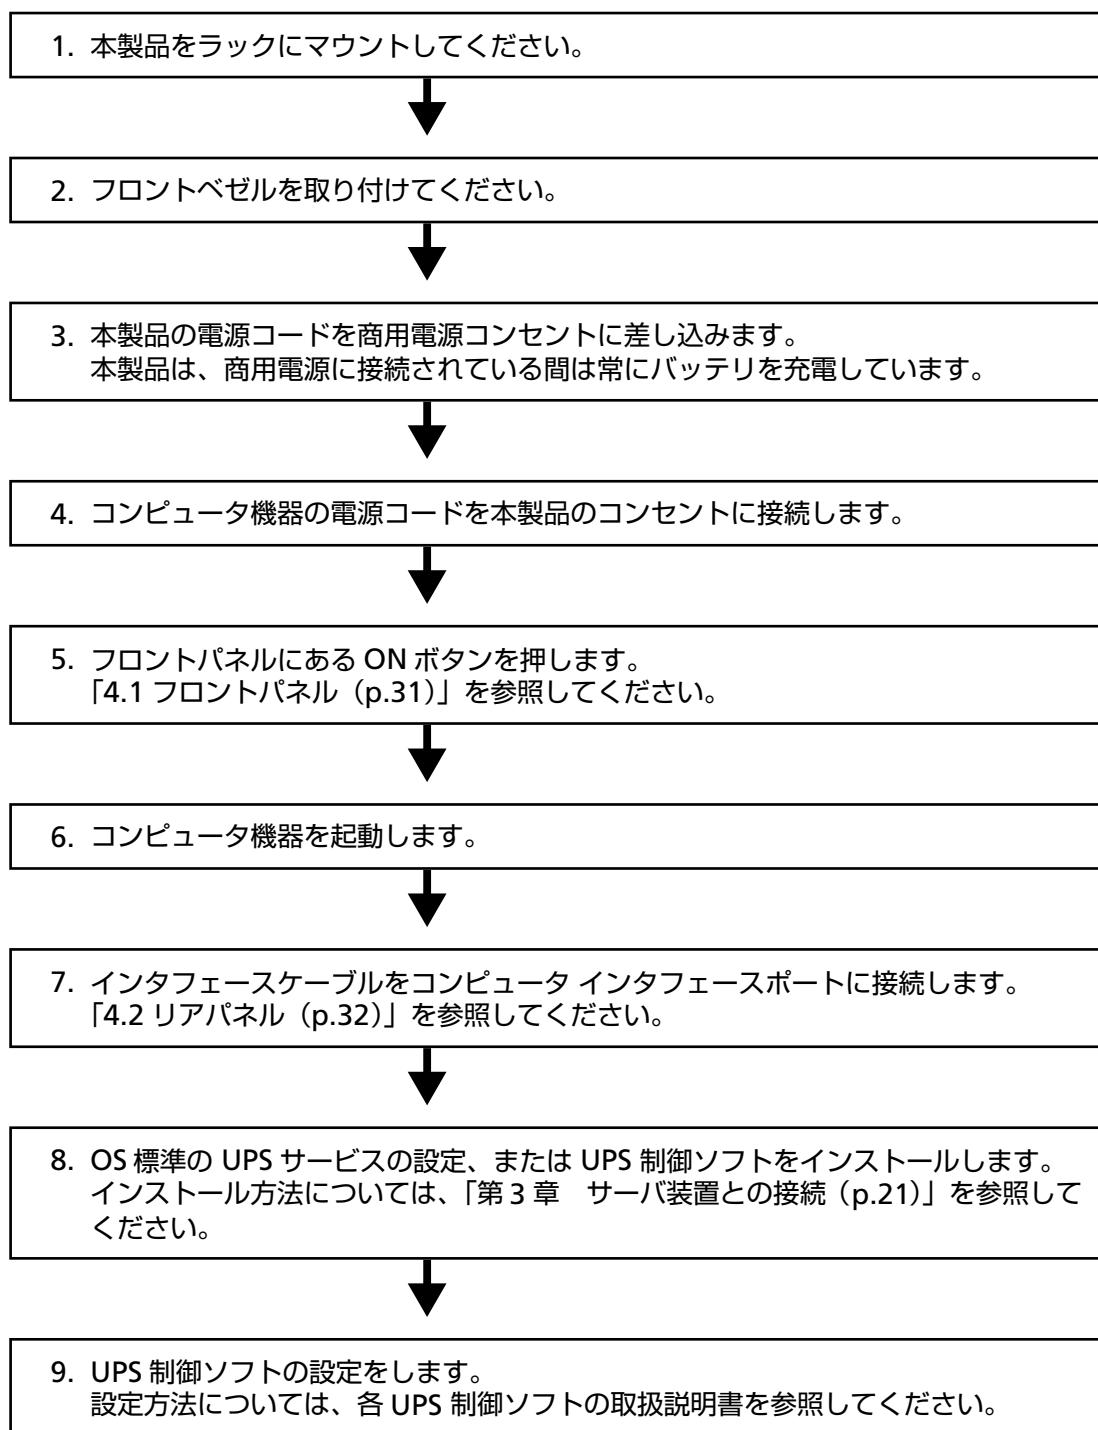 1. 本製品をラックにマウントしてください。
2. フロントベゼルを取り付けてください。
3. 本製品の電源コードを商用電源コンセントに差し込みます。
本製品は、商用電源に接続されている間は常にバッテリを充電しています。
4. コンピュータ機器の電源コードを本製品のコンセントに接続します。
5. フロントパネルにある ON ボタンを押します。
「4.1 フロントパネル（p.31）」を参照してください。
6. コンピュータ機器を起動します。
7. インタフェースケーブルをコンピュータ インタフェースポートに接続します。
「4.2 リアパネル（p.32）」を参照してください。
8. OS 標準の UPS サービスの設定、または UPS 制御ソフトをインストールします。
インストール方法については、「第 3 章　サーバ装置との接続（p.21）」を参照して
ください。
9. UPS 制御ソフトの設定をします。
設定方法については、各 UPS 制御ソフトの取扱説明書を参照してください。